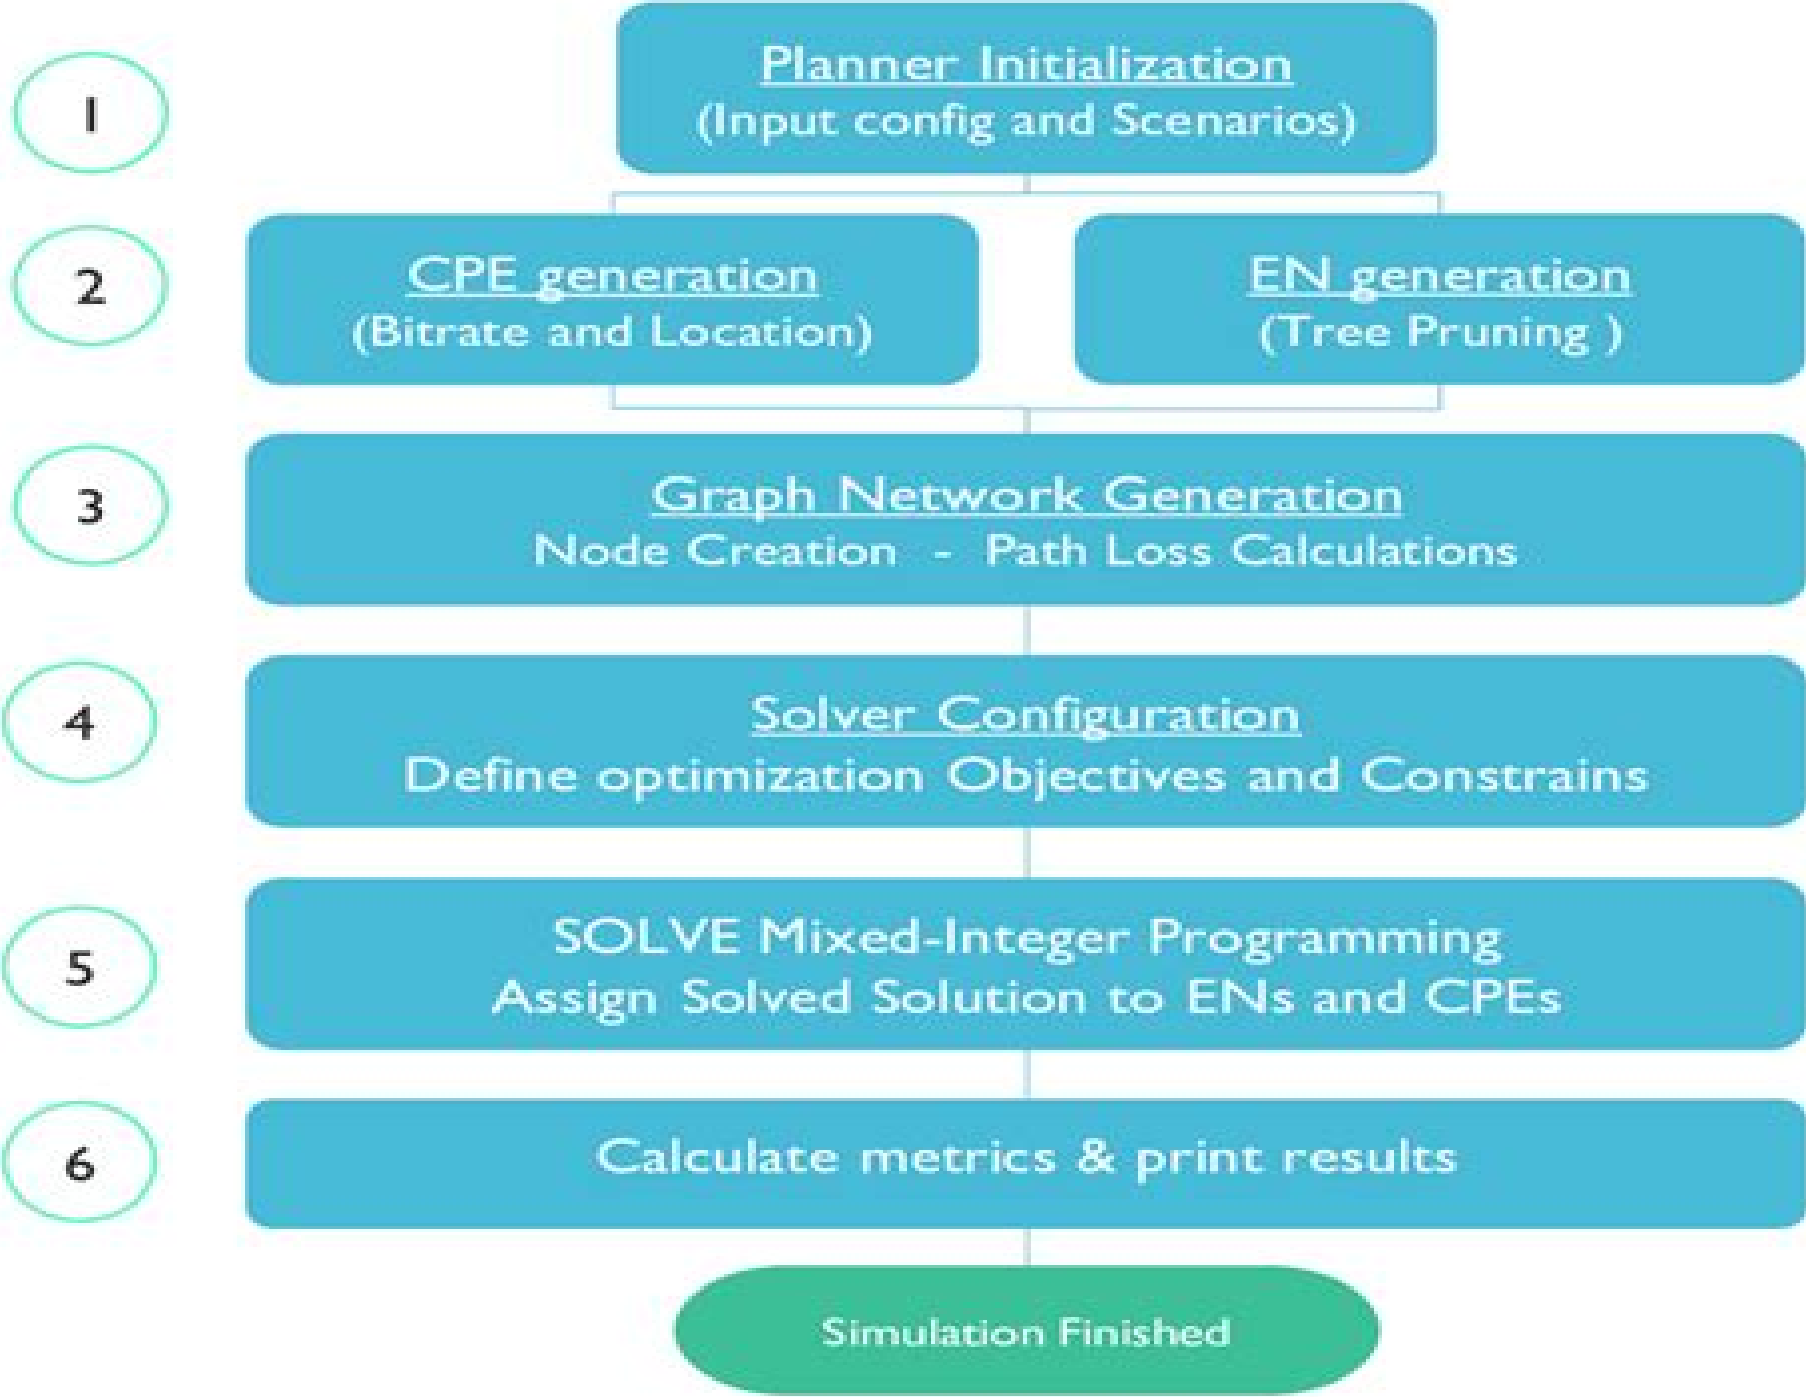 1
Planner Initialization
(Input config and Scenarios)
2
CPE generation
(Bitrate and Location)
EN generation
(Tree Pruning )
3
Graph Network Generation
Node Creation - Path Loss Calculations
4
Solver Configuration
Define optimization Objectives and Constrains
5
SOLVE Mixed-Integer Programming
Assign Solved Solution to ENs and CPEs
6
Calculate metrics & print results
Simulation Finished